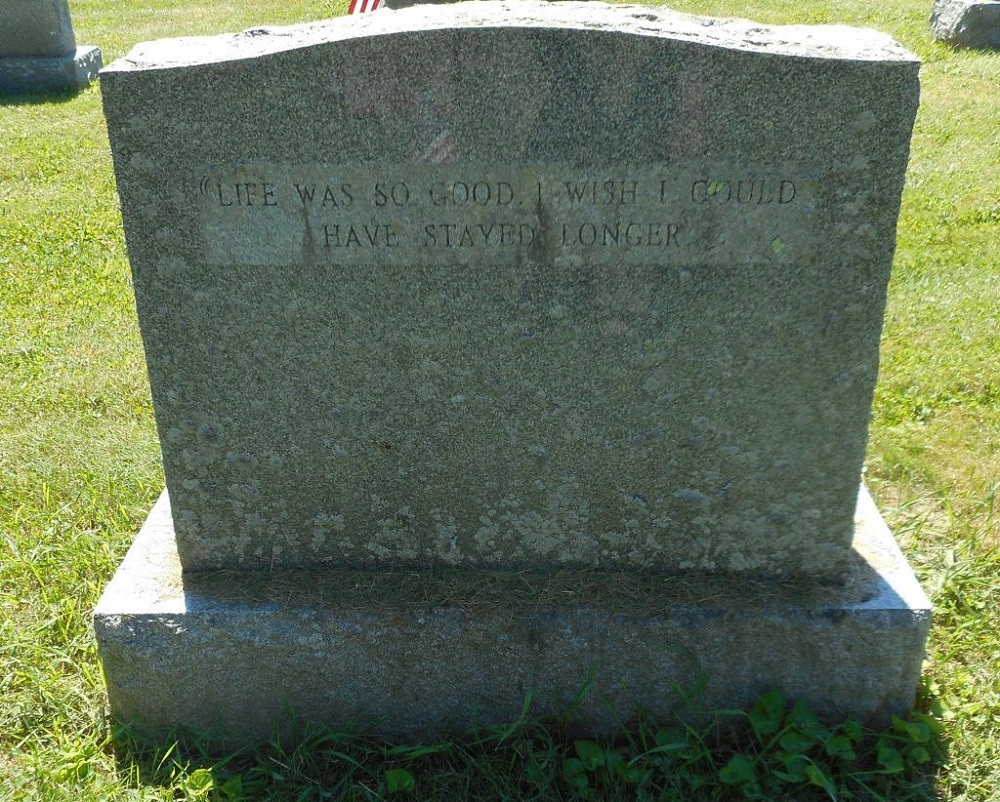 "LIFE WAS SO GOOD. I WISH I COULD
HAVE STAYED LONGER.